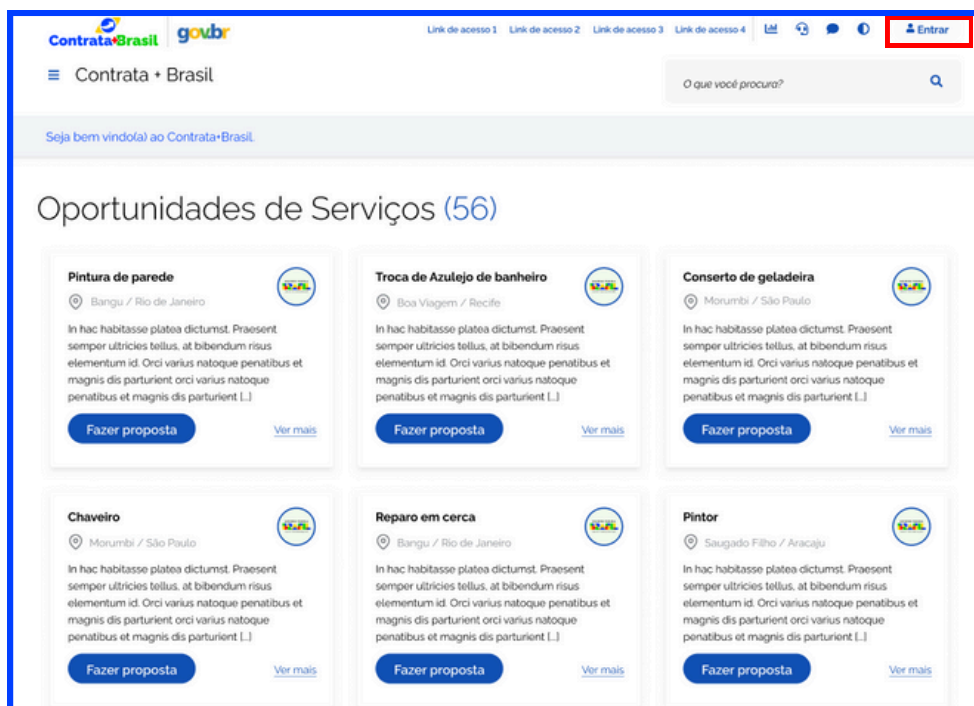 Contrata+Brasil
gov.br
Link de acesso 1 Link de acesso 2 Link de acesso 3 Link de acesso 4
Entrar
Contrata + Brasil
O que você procura?
Seja bem vindo(a) ao Contrata+Brasil.
Oportunidades de Serviços (56)
Pintura de parede
Bangu / Rio de Janeiro
In hac habitasse platea dictumst. Praesent
semper ultricies tellus, at bibendum risus
elementum id. Orci varius natoque penatibus et
magnis dis parturient orci varius natoque
penatibus et magnis dis parturient [...]
Fazer proposta
Ver mais
Troca de Azulejo de banheiro
Boa Viagem / Recife
In hac habitasse platea dictumst. Praesent
semper ultricies tellus, at bibendum risus
elementum id. Orci varius natoque penatibus et
magnis dis parturient orci varius natoque
penatibus et magnis dis parturient [...]
Fazer proposta
Ver mais
Conserto de geladeira
Morumbi / São Paulo
In hac habitasse platea dictumst. Praesent
semper ultricies tellus, at bibendum risus
elementum id. Orci varius natoque penatibus et
magnis dis parturient orci varius natoque
penatibus et magnis dis parturient [...]
Fazer proposta
Ver mais
Chaveiro
Morumbi / São Paulo
In hac habitasse platea dictumst. Praesent
semper ultricies tellus, at bibendum risus
elementum id. Orci varius natoque penatibus et
magnis dis parturient orci varius natoque
penatibus et magnis dis parturient [...]
Fazer proposta
Ver mais
Reparo em cerca
Bangu / Rio de Janeiro
In hac habitasse platea dictumst. Praesent
semper ultricies tellus, at bibendum risus
elementum id. Orci varius natoque penatibus et
magnis dis parturient orci varius natoque
penatibus et magnis dis parturient [...]
Fazer proposta
Ver mais
Pintor
Saugado Filho / Aracaju
In hac habitasse platea dictumst. Praesent
semper ultricies tellus, at bibendum risus
elementum id. Orci varius natoque penatibus et
magnis dis parturient orci varius natoque
penatibus et magnis dis parturient [...]
Fazer proposta
Ver mais